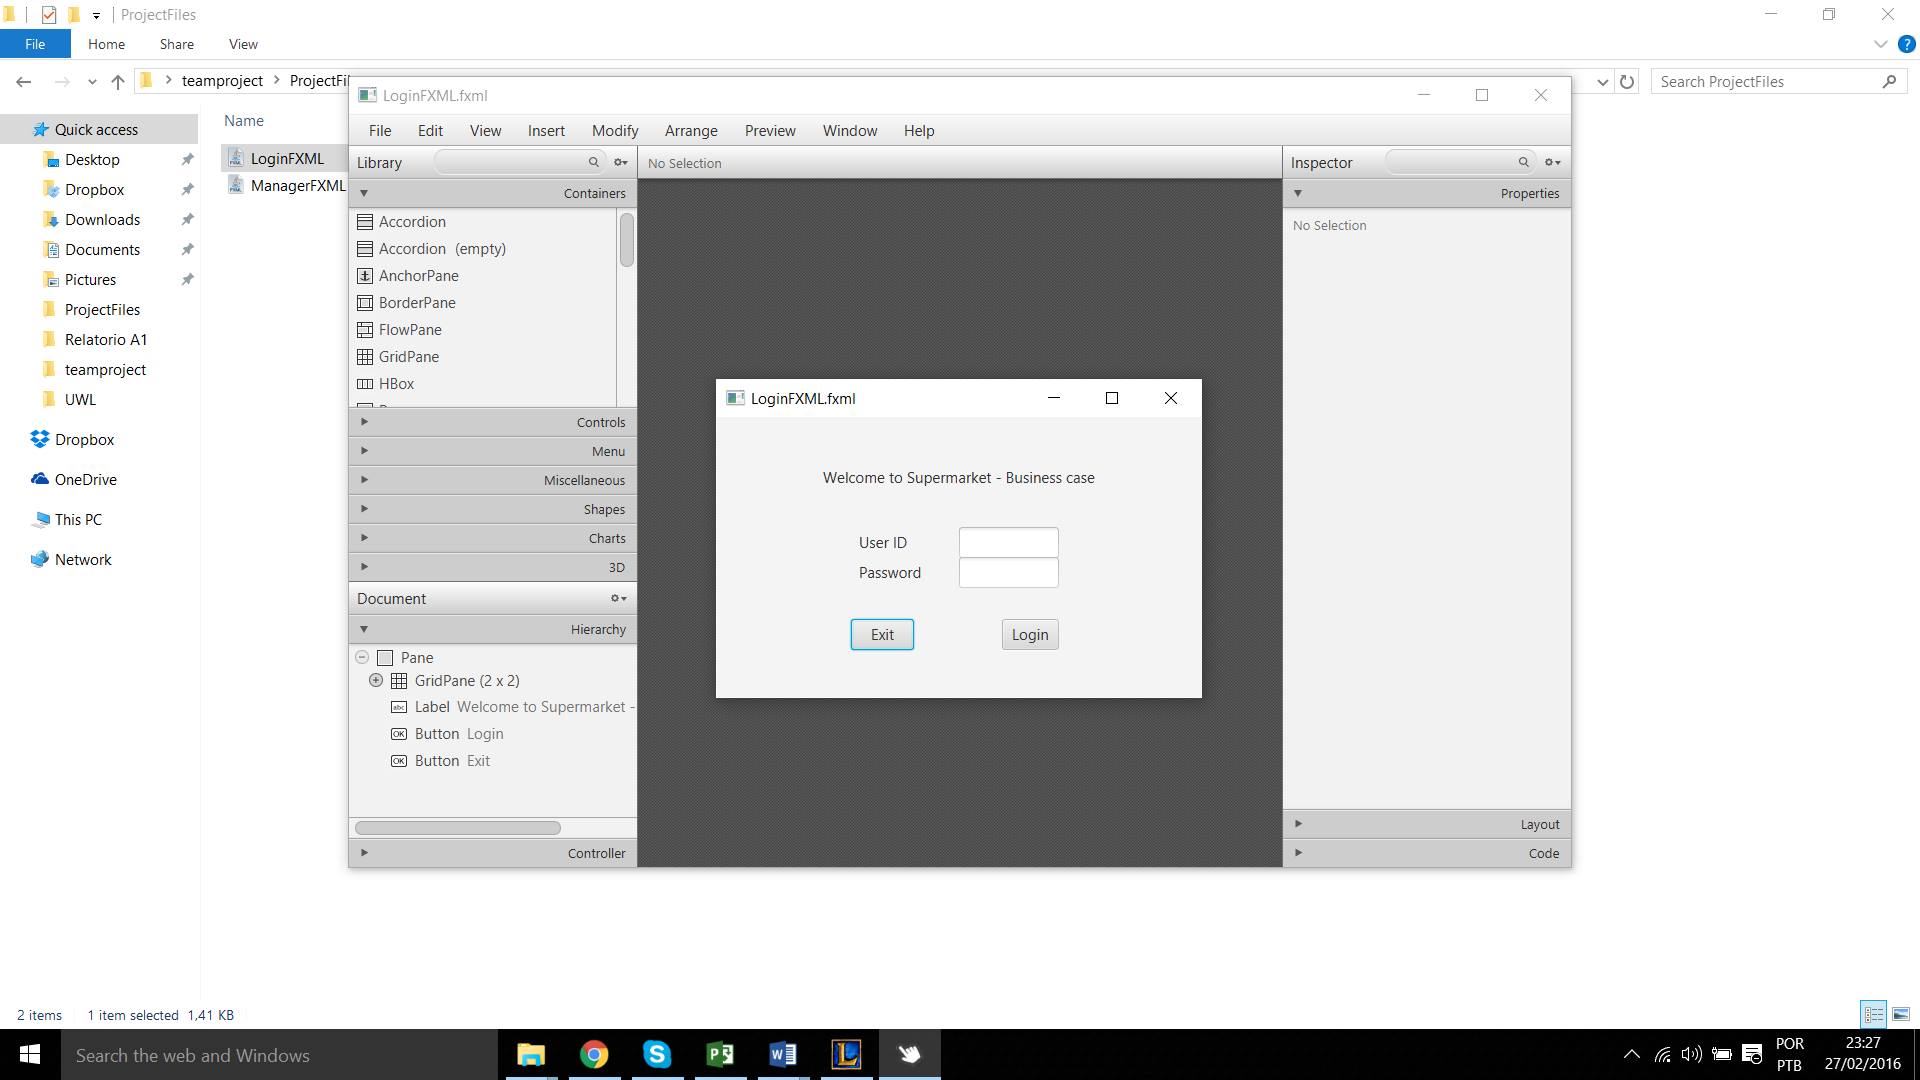 ProjectFiles
File Home Share View
teamproject ProjectFil
Search ProjectFiles
Quick access
Desktop
Dropbox
Downloads
Documents
Pictures
ProjectFiles
Relatorio A1
teamproject
UWL
Dropbox
OneDrive
This PC
Network
Name
LoginFXML
ManagerFXML
LoginFXML.fxml
File Edit View Insert Modify Arrange Preview Window Help
Library
Containers
Accordion
Accordion (empty)
AnchorPane
BorderPane
FlowPane
GridPane
HBox
Controls
Menu
Miscellaneous
Shapes
Charts
3D
Document
Hierarchy
Pane
GridPane (2 x 2)
Label Welcome to Supermarket -
OK Button Login
OK Button Exit
Controller
No Selection
LoginFXML.fxml
Welcome to Supermarket - Business case
User ID
Password
Exit Login
Inspector
Properties
No Selection
Layout
Code
2 items 1 item selected 1,41 KB
Search the web and Windows
POR
PTB
23:27
27/02/2016